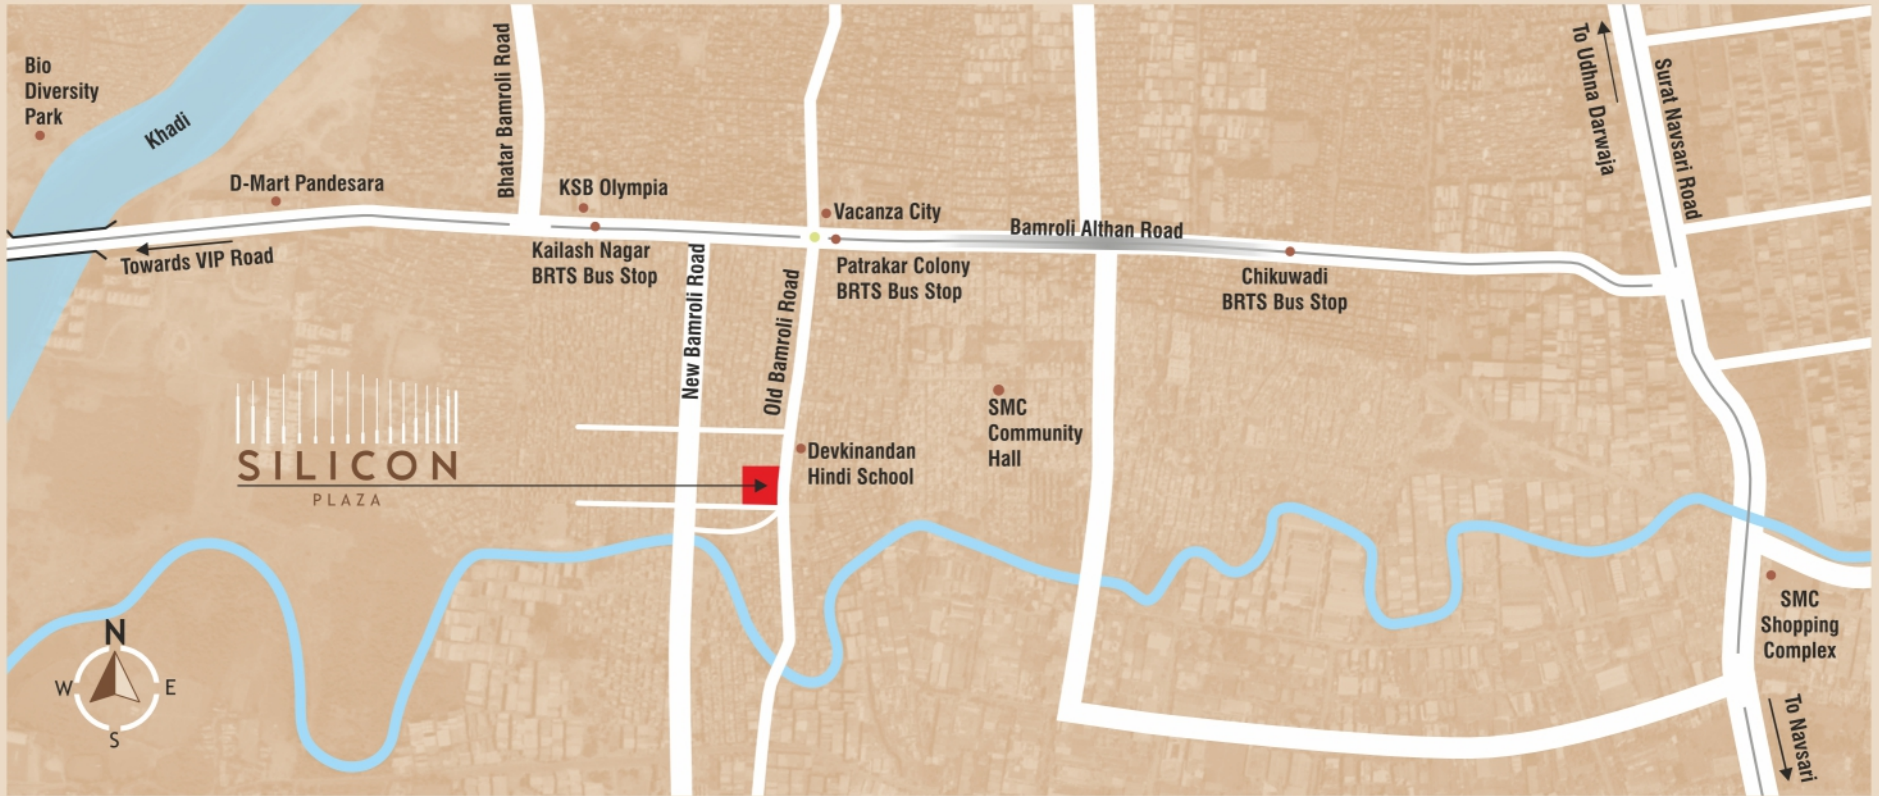 Bio
Diversity
Park
Khadi
D-Mart Pandesara
Towards VIP Road
Bhatar Bamroli Road
KSB Olympia
Kailash Nagar
BRTS Bus Stop
New Bamroli Road
Old Bamroli Road
Vacanza City
Patrakar Colony
BRTS Bus Stop
Bamroli Althan Road
Chikuwadi
BRTS Bus Stop
To Udhna Darwaja
Surat Navsari Road
SILICON
PLAZA
Devkinandan
Hindi School
SMC
Community
Hall
SMC
Shopping
Complex
To Navsari
N
W
E
S